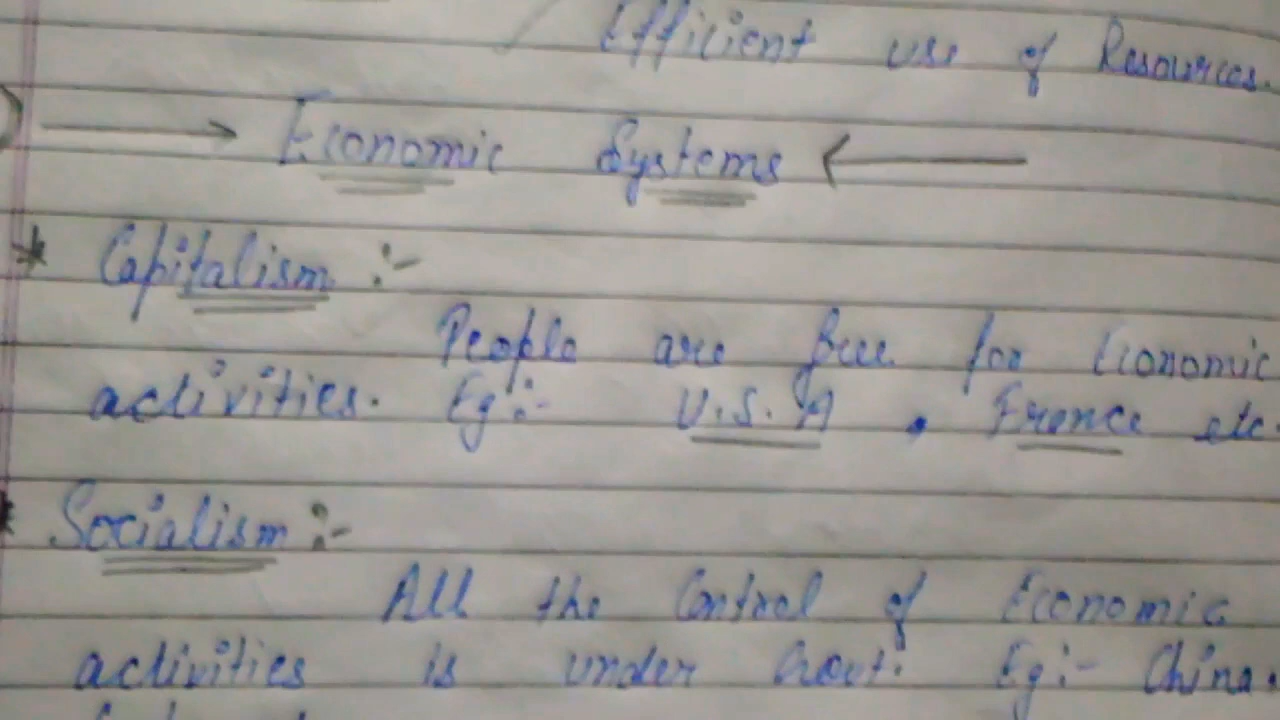 Efficient use of Resources.
Economic Systems
Capitalism :-
People are free for Economic
activities. Eg :- U.S.A , France etc.
Socialism :-
All the Control of Economic
activities is under Govt. Eg :- China.